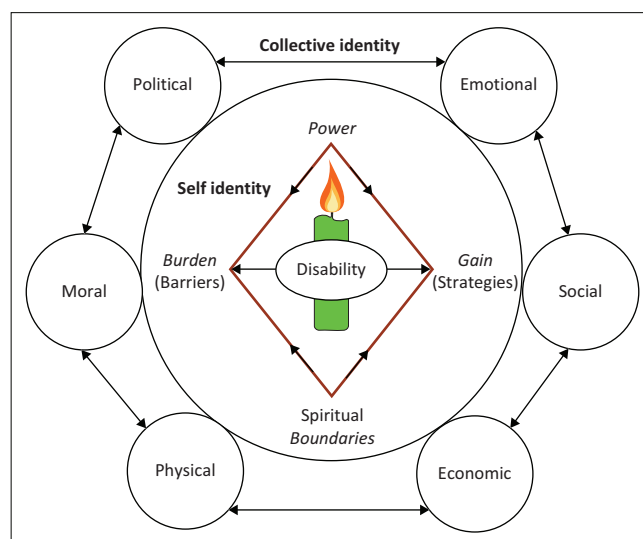 Collective identity
Political
Emotional
Power
Self identity
Burden
(Barriers)
Disability
Gain
(Strategies)
Moral
Social
Spiritual
Boundaries
Physical
Economic